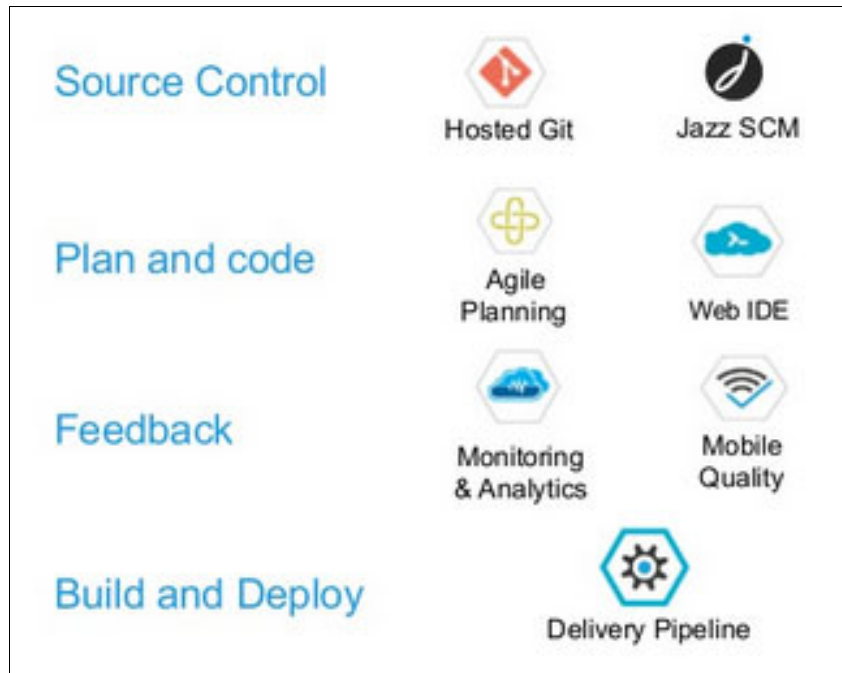 Source Control
Hosted Git
Jazz SCM
Plan and code
Agile
Planning
Web IDE
Feedback
Monitoring
& Analytics
Mobile
Quality
Build and Deploy
Delivery Pipeline